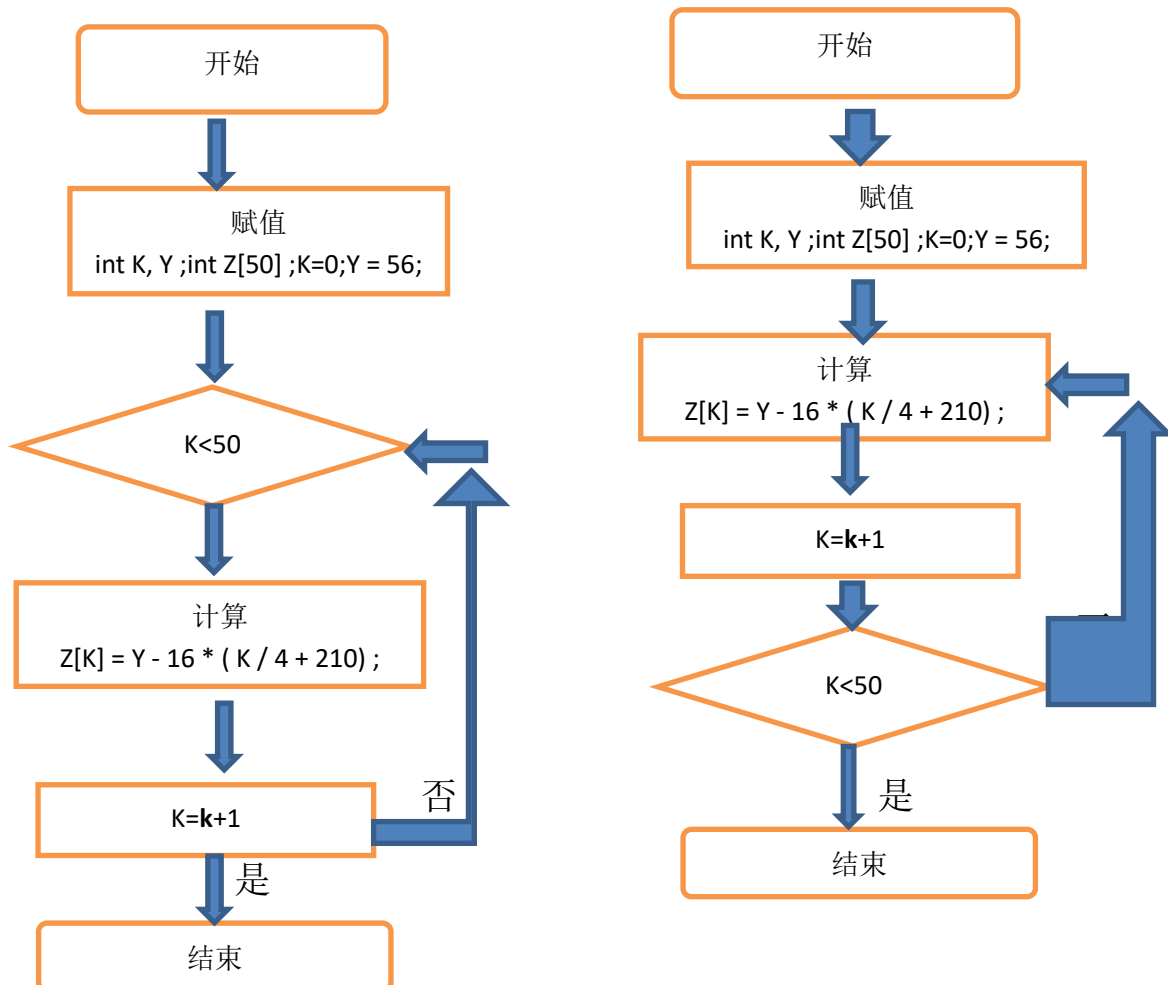 开始
赋值
int K, Y ;int Z[50] ;K=0;Y = 56;
K<50
计算
Z[K] = Y - 16 * ( K / 4 + 210) ;
K=k+1
否
是
结束
开始
赋值
int K, Y ;int Z[50] ;K=0;Y = 56;
计算
Z[K] = Y - 16 * ( K / 4 + 210) ;
K=k+1
K<50
是
结束